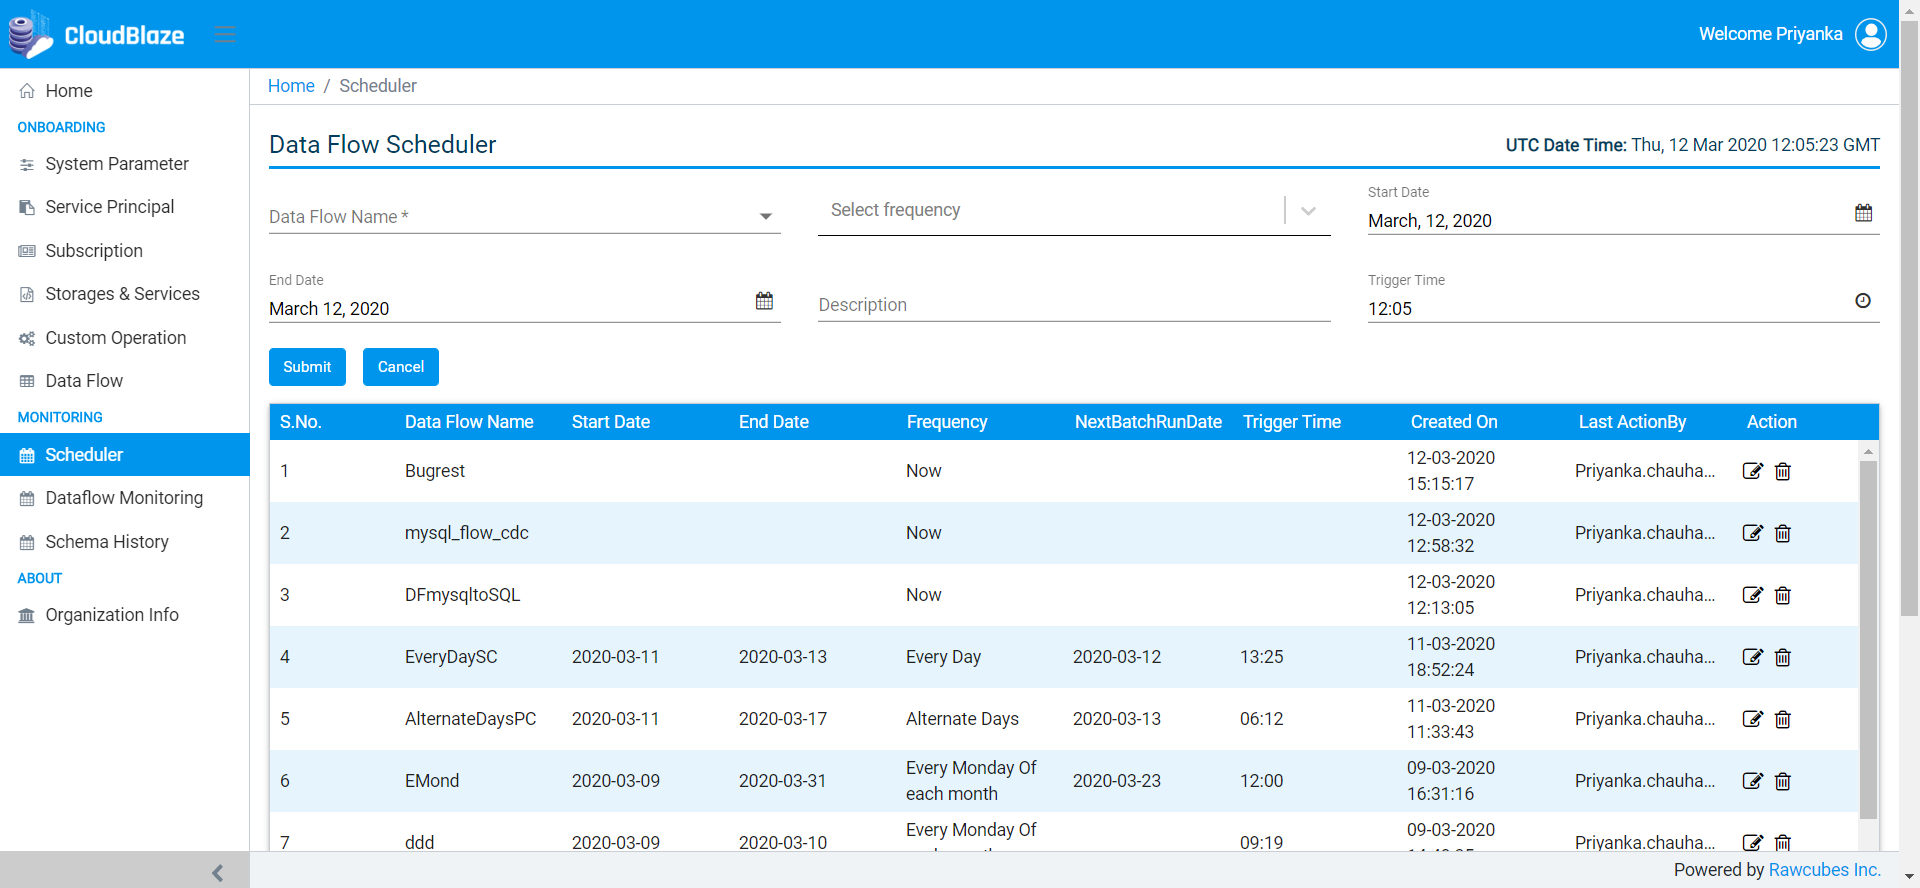 CloudBlaze
Welcome Priyanka
Home
ONBOARDING
System Parameter
Service Principal
Subscription
Storages & Services
Custom Operation
Data Flow
MONITORING
Scheduler
Dataflow Monitoring
Schema History
ABOUT
Organization Info
Home / Scheduler
Data Flow Scheduler
UTC Date Time: Thu, 12 Mar 2020 12:05:23 GMT
Data Flow Name *
Select frequency
Start Date
March, 12, 2020
End Date
March 12, 2020
Description
Trigger Time
12:05
Submit
Cancel
S.No. Data Flow Name Start Date End Date Frequency NextBatchRunDate Trigger Time Created On Last ActionBy Action
1 Bugrest Now 12-03-2020 15:15:17 Priyanka.chauha...
2 mysql_flow_cdc Now 12-03-2020 12:58:32 Priyanka.chauha...
3 DFmysqltoSQL Now 12-03-2020 12:13:05 Priyanka.chauha...
4 EveryDaySC 2020-03-11 2020-03-13 Every Day 2020-03-12 13:25 11-03-2020 18:52:24 Priyanka.chauha...
5 AlternateDaysPC 2020-03-11 2020-03-17 Alternate Days 2020-03-13 06:12 11-03-2020 11:33:43 Priyanka.chauha...
6 EMond 2020-03-09 2020-03-31 Every Monday Of each month 2020-03-23 12:00 09-03-2020 16:31:16 Priyanka.chauha...
7 ddd 2020-03-09 2020-03-10 Every Monday Of 09:19 09-03-2020 Priyanka.chauha...
Powered by Rawcubes Inc.